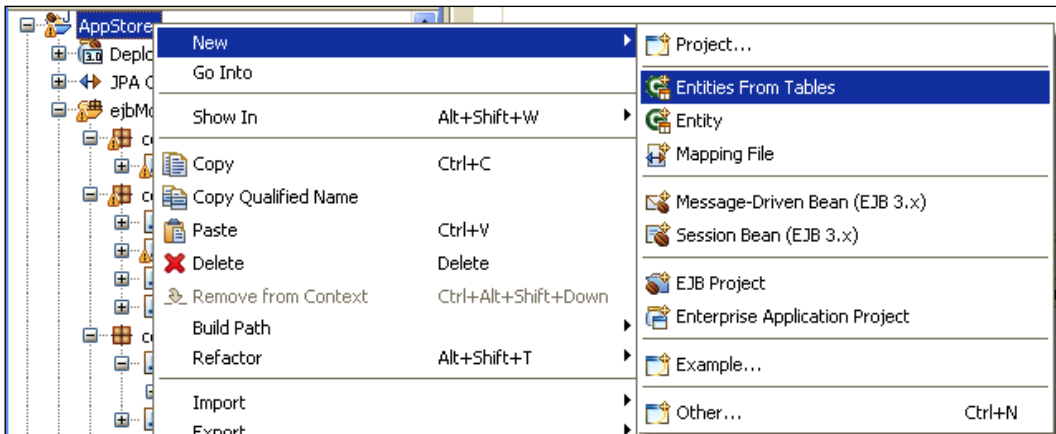 AppStore
Deplo
JPA C
ejbMo
New
Go Into
Show In Alt+Shift+W
Copy Ctrl+C
Copy Qualified Name
Paste Ctrl+V
Delete Delete
Remove from Context Ctrl+Alt+Shift+Down
Build Path
Refactor Alt+Shift+T
Import
Export
Project...
Entities From Tables
Entity
Mapping File
Message-Driven Bean (EJB 3.x)
Session Bean (EJB 3.x)
EJB Project
Enterprise Application Project
Example...
Other... Ctrl+N